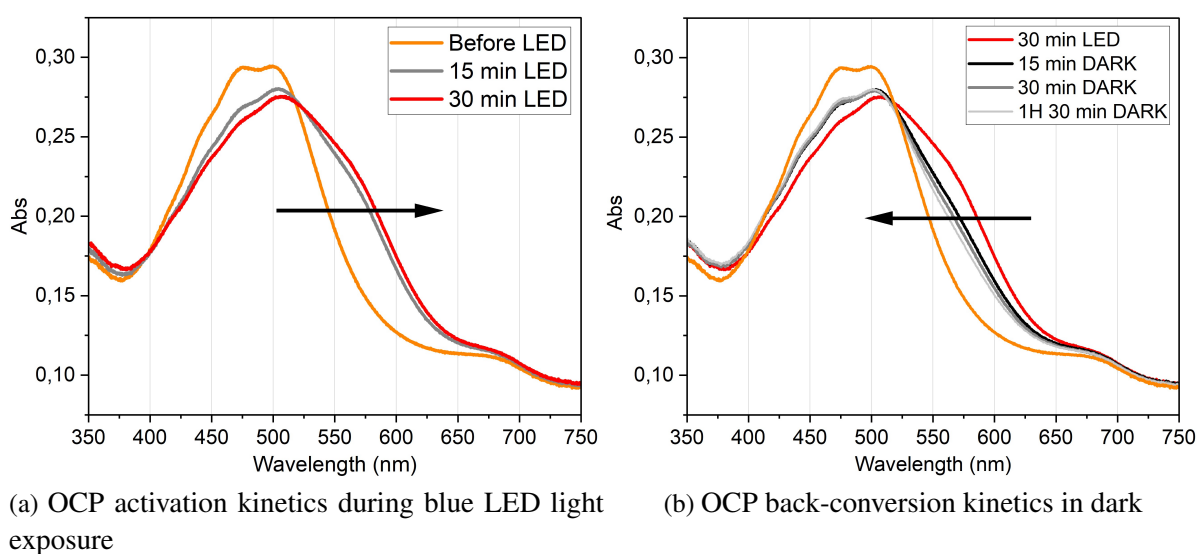 Before LED
15 min LED
30 min LED
0,30
0,25
0,20
0,15
0,10
Abs
350 400 450 500 550 600 650 700 750
Wavelength (nm)
(a) OCP activation kinetics during blue LED light
exposure
30 min LED
15 min DARK
30 min DARK
1H 30 min DARK
0,30
0,25
0,20
0,15
0,10
Abs
350 400 450 500 550 600 650 700 750
Wavelength (nm)
(b) OCP back-conversion kinetics in dark